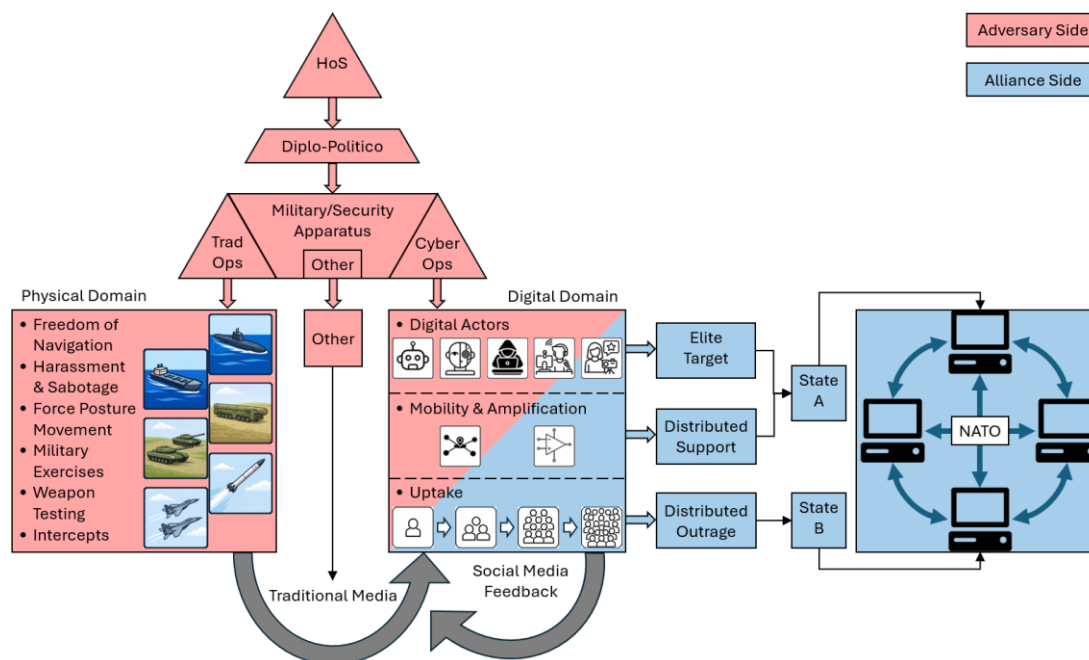 Adversary Side
Alliance Side
HoS
Diplo-Politico
Military/Security
Apparatus
Trad
Ops
Other
Cyber
Ops
Physical Domain
• Freedom of
Navigation
• Harassment
& Sabotage
• Force Posture
Movement
• Military
Exercises
• Weapon
Testing
• Intercepts
Other
Traditional Media
Digital Domain
• Digital Actors
• Mobility & Amplification
• Uptake
Social Media
Feedback
Elite
Target
Distributed
Support
Distributed
Outrage
State
A
State
B
NATO